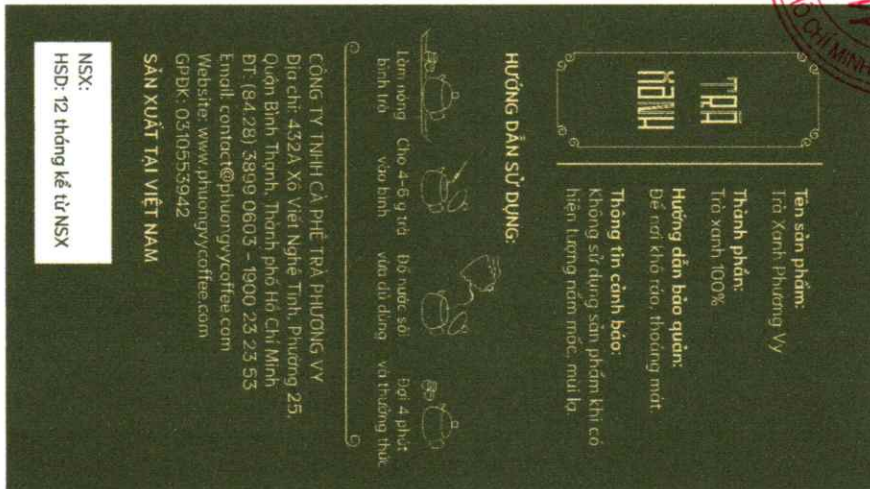 TRÀ
XANH
Tên sản phẩm:
Trà Xanh Phương Vy
Thành phần:
Trà xanh 100%
Hướng dẫn bảo quản:
Để nơi khô ráo, thoáng mát.
Thông tin cảnh báo:
Không sử dụng sản phẩm khi có
hiện tượng nấm mốc, mùi lạ.
HƯỚNG DẪN SỬ DỤNG:
Làm nóng
bình trà
Cho 4-6 g trà
vào bình
Đổ nước sôi
vừa đủ dùng
Đợi 4 phút
và thưởng thức
CÔNG TY TNHH CÀ PHÊ TRÀ PHƯƠNG VY
Địa chỉ: 432A Xô Viết Nghệ Tĩnh, Phường 25,
Quận Bình Thạnh, Thành phố Hồ Chí Minh
ĐT: (84.28) 3899 0603 – 1900 23 23 53
Email: contact@phuongvycoffee.com
Website: www.phuongvycoffee.com
GPĐK: 0310553942
SẢN XUẤT TẠI VIỆT NAM
NSX:
HSD: 12 tháng kể từ NSX
CHÍ MINH